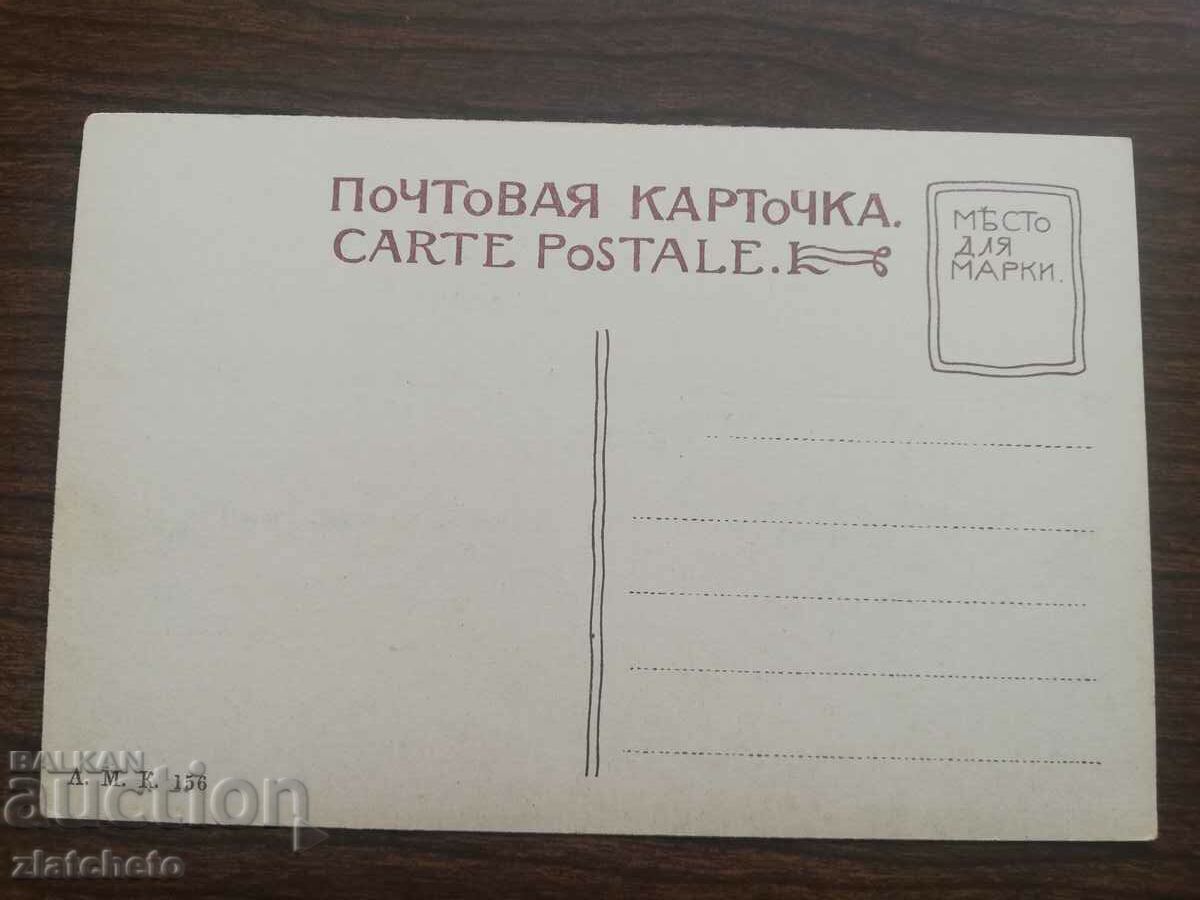 ПОЧТОВАЯ КАРТОЧКА.
CARTE POSTALE.
МѢСТО
ДЛЯ
МАРКИ.
А. М. К. 156
BALKAN
auction
zlatcheto